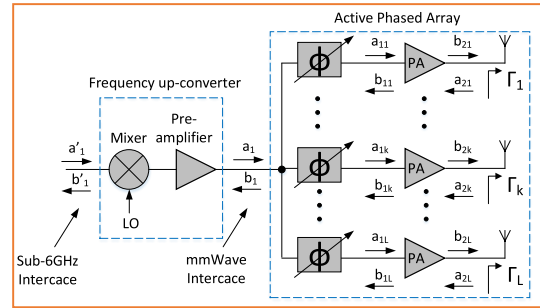 Active Phased Array
Frequency up-converter
Mixer
Pre-
amplifier
LO
a'1
b'1
a1
b1
Sub-6GHz
Intercace
mmWave
Intercace
ϕ
a11
b11
PA
b21
a21
Γ1
ϕ
a1k
b1k
PA
b2k
a2k
Γk
ϕ
a1L
b1L
PA
b2L
a2L
ΓL